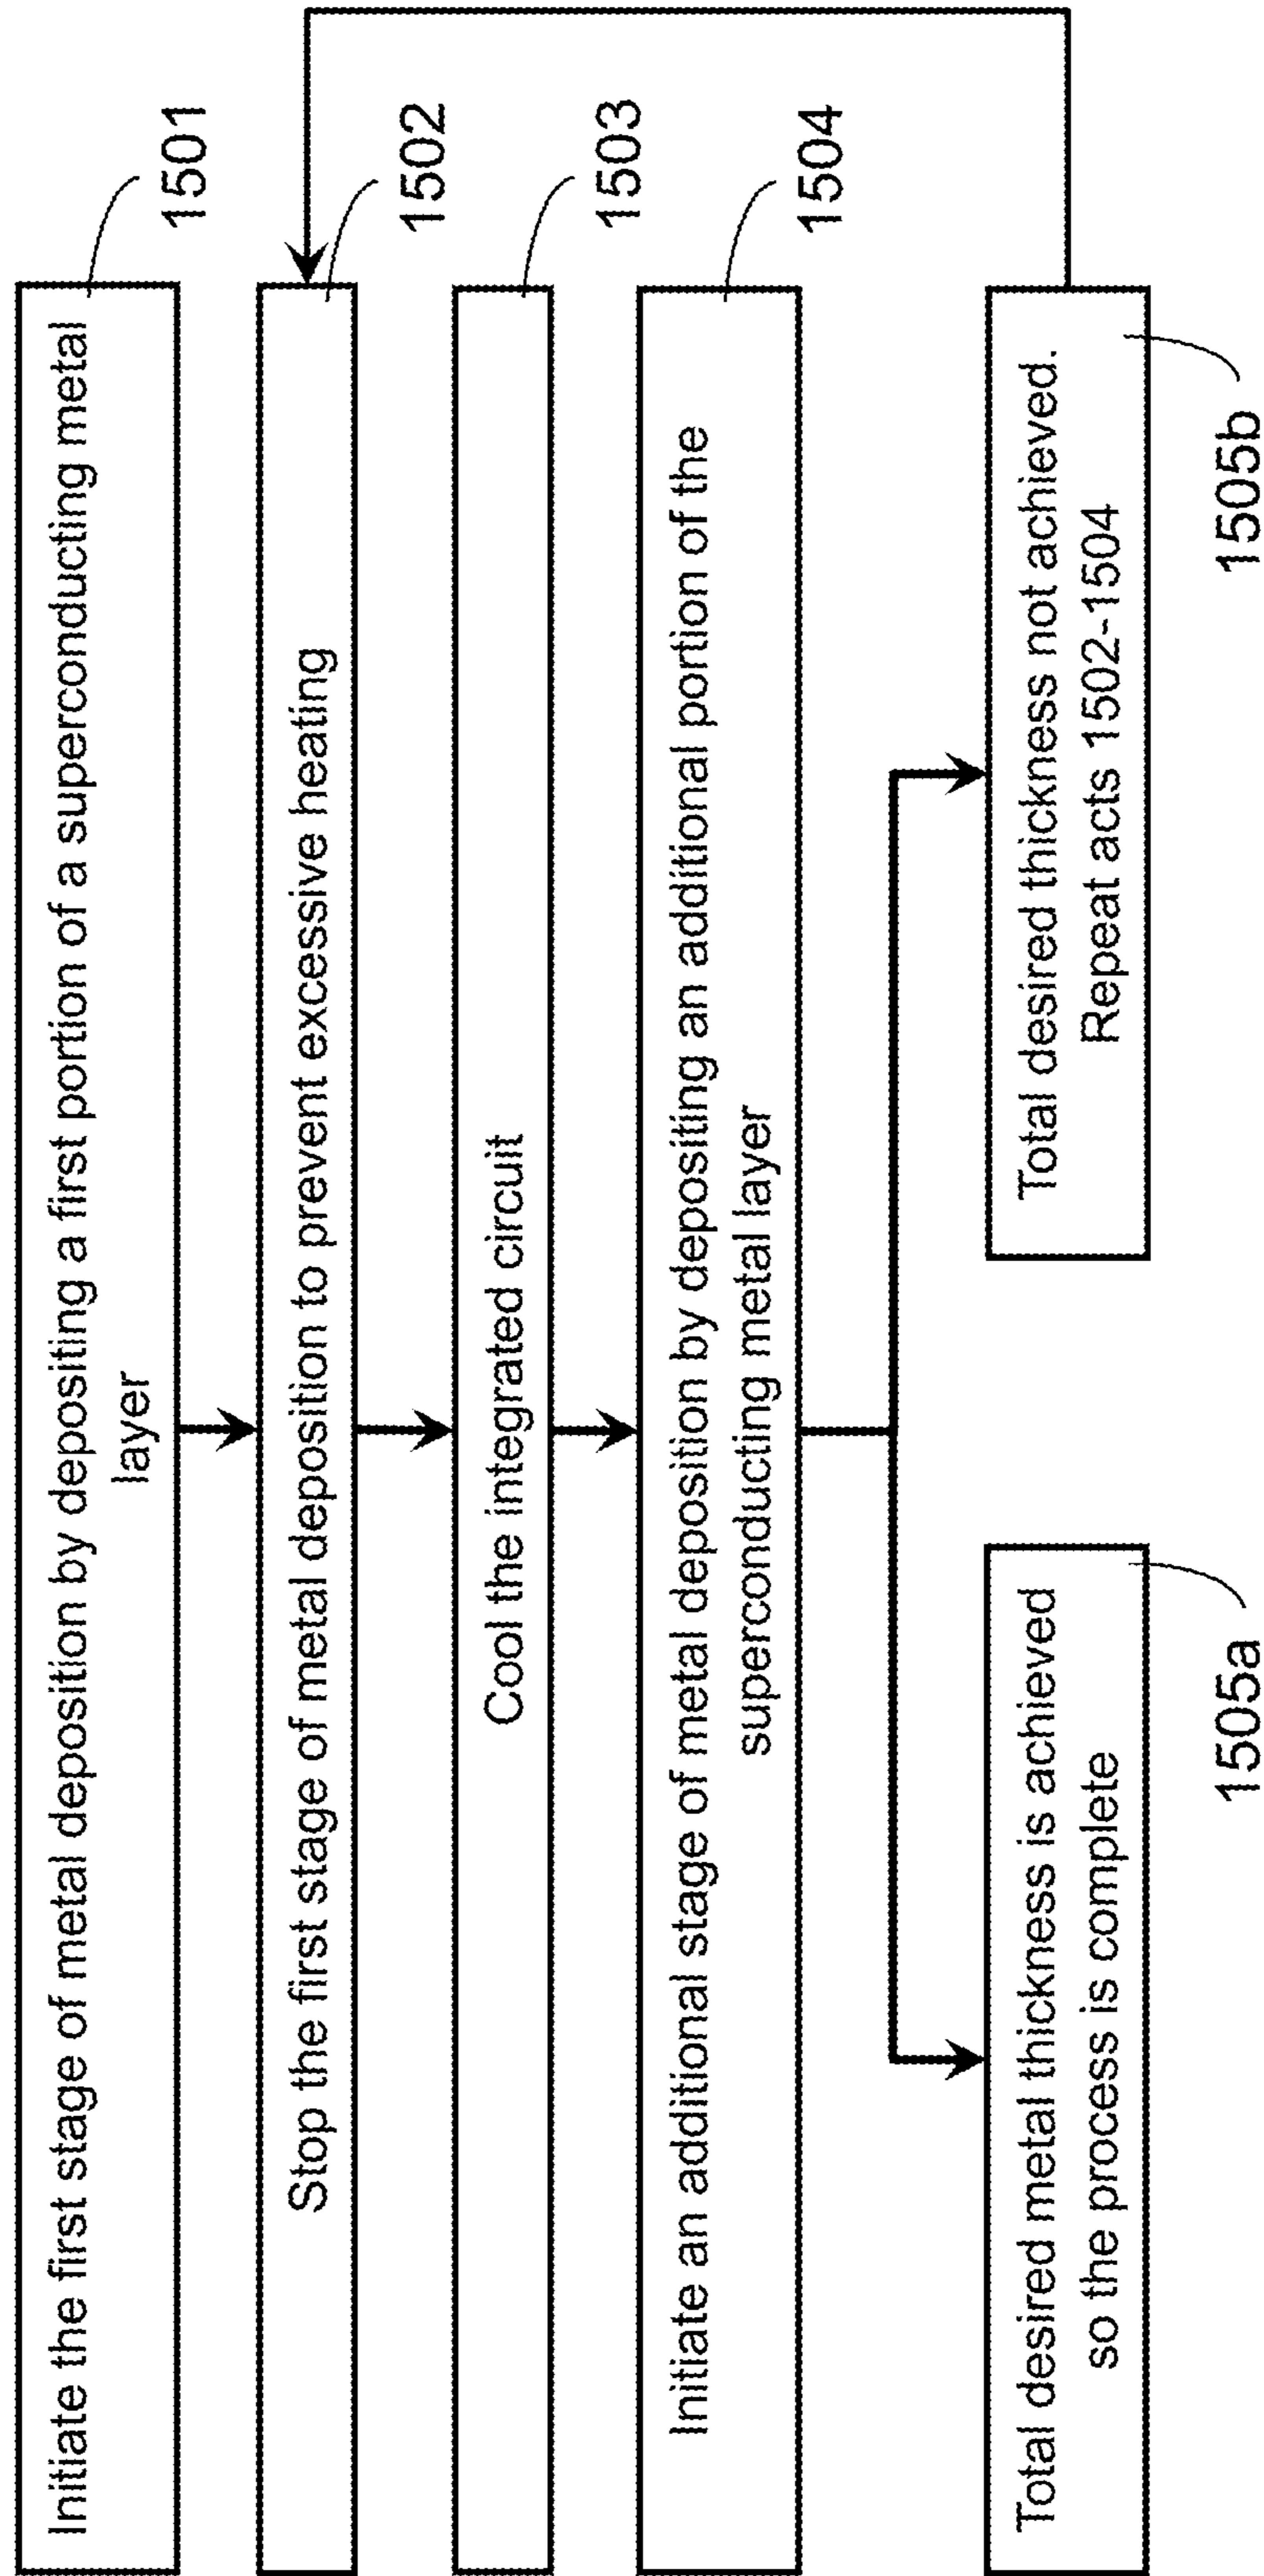 Initiate the first stage of metal deposition by depositing a first portion of a superconducting metal
layer
1501
Stop the first stage of metal deposition to prevent excessive heating
1502
Cool the integrated circuit
1503
Initiate an additional stage of metal deposition by depositing an additional portion of the
superconducting metal layer
1504
Total desired metal thickness is achieved
so the process is complete
1505a
Total desired thickness not achieved.
Repeat acts 1502-1504
1505b